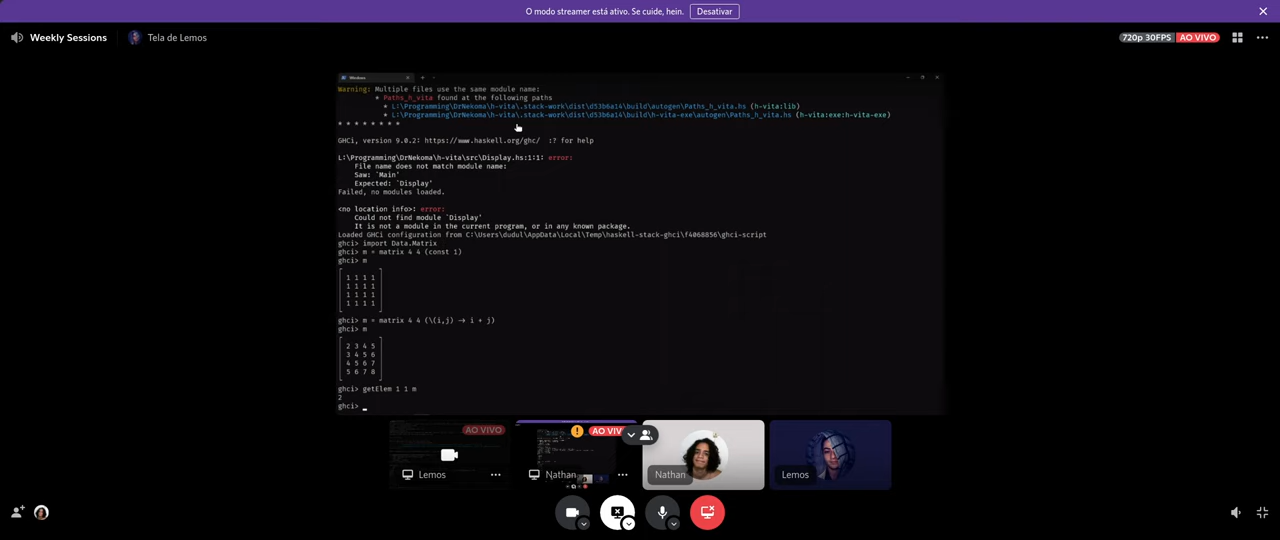 O modo streamer está ativo. Se cuide, hein. Desativar
Weekly Sessions Tela de Lemos 720p 30FPS AO VIVO
Windows
Warning: Multiple files use the same module name:
* Paths_h_vita found at the following paths
* L:\Programming\DrNekoma\h-vita\.stack-work\dist\d53b6a14\build\autogen\Paths_h_vita.hs (h-vita:lib)
* L:\Programming\DrNekoma\h-vita\.stack-work\dist\d53b6a14\build\h-vita-exe\autogen\Paths_h_vita.hs (h-vita:exe:h-vita-exe)
* * * * * * * *
GHCi, version 9.0.2: https://www.haskell.org/ghc/ :? for help
L:\Programming\DrNekoma\h-vita\src\Display.hs:1:1: error:
File name does not match module name:
Saw: `Main'
Expected: `Display'
Failed, no modules loaded.
<no location info>: error:
Could not find module `Display'
It is not a module in the current program, or in any known package.
Loaded GHCi configuration from C:\Users\dudul\AppData\Local\Temp\haskell-stack-ghci\f4068856\ghci-script
ghci> import Data.Matrix
ghci> m = matrix 4 4 (const 1)
ghci> m
1 1 1 1
1 1 1 1
1 1 1 1
1 1 1 1
ghci> m = matrix 4 4 (\(i,j) -> i + j)
ghci> m
2 3 4 5
3 4 5 6
4 5 6 7
5 6 7 8
ghci> getElem 1 1 m
2
ghci>
AO VIVO AO VIVO
Lemos Nathan Nathan Lemos